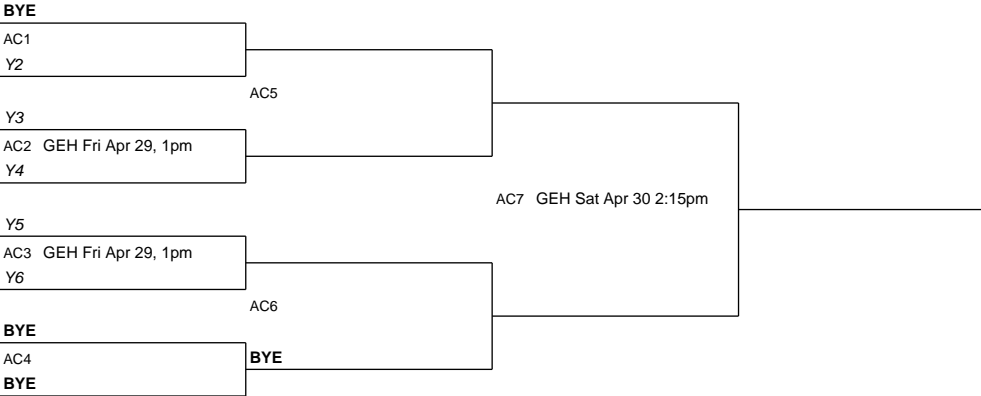 BYE
AC1
Y2
AC5
Y3
AC2 GEH Fri Apr 29, 1pm
Y4
AC7 GEH Sat Apr 30 2:15pm
Y5
AC3 GEH Fri Apr 29, 1pm
Y6
AC6
BYE
AC4
BYE
BYE